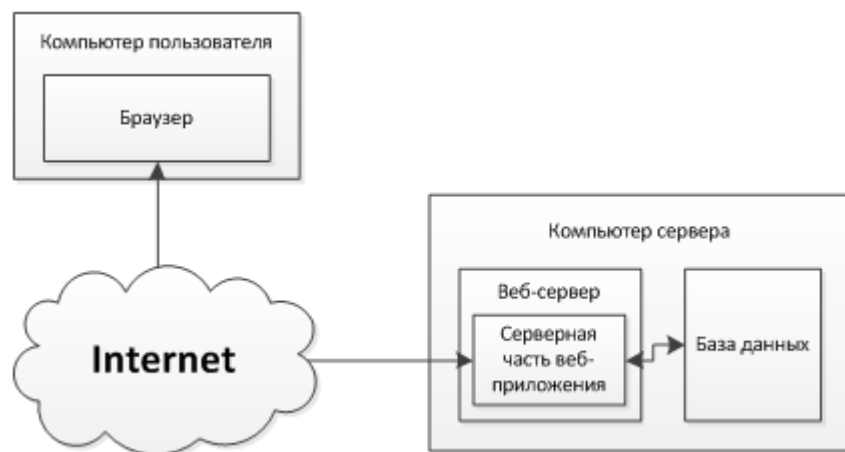 Компьютер пользователя
Браузер
Internet
Компьютер сервера
Веб-сервер
Серверная
часть веб-
приложения
База данных